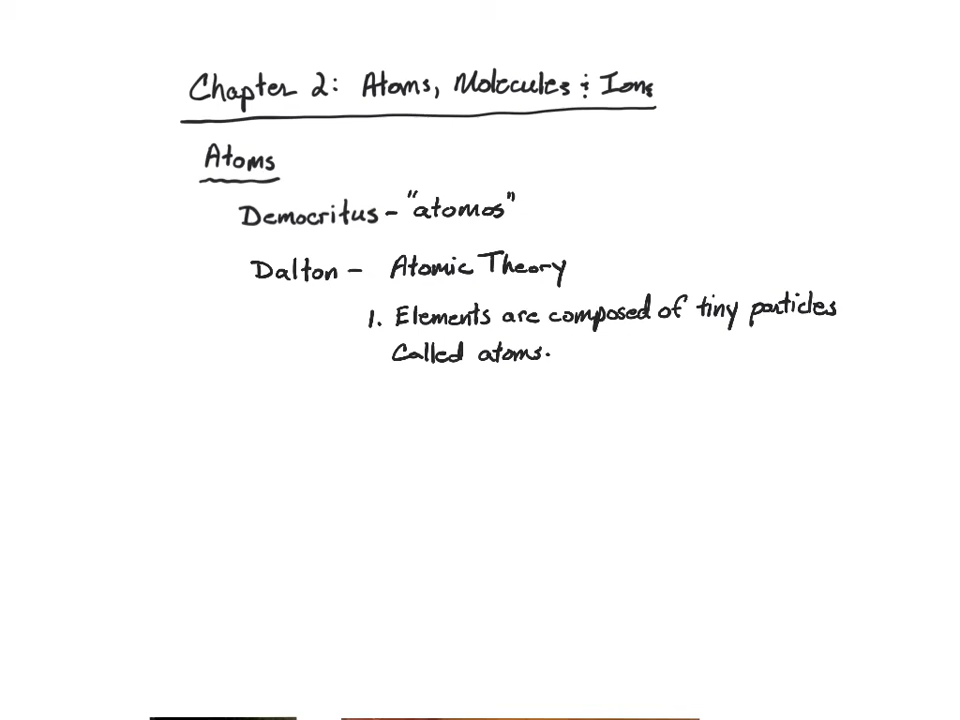 Chapter 2: Atoms, Molecules & Ions
Atoms
Democritus - "atomos"
Dalton - Atomic Theory
1. Elements are composed of tiny particles
Called atoms.